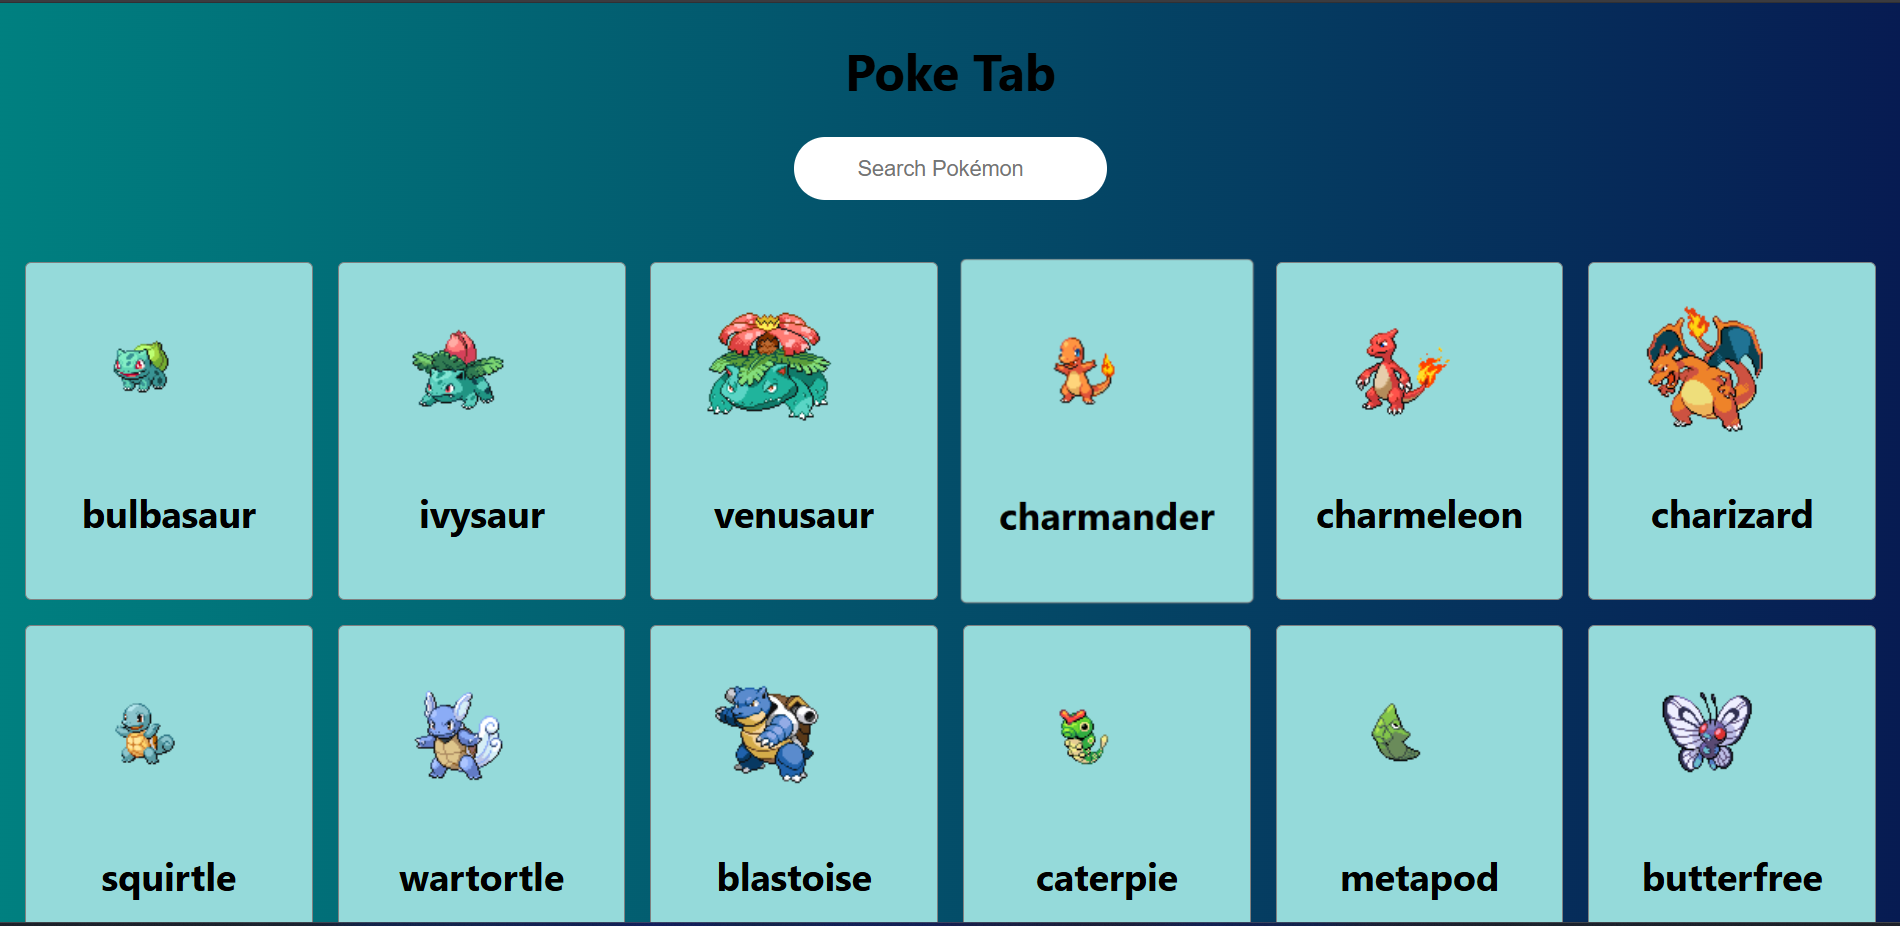 Poke Tab
Search Pokémon
bulbasaur
ivysaur
venusaur
charmander
charmeleon
charizard
squirtle
wartortle
blastoise
caterpie
metapod
butterfree